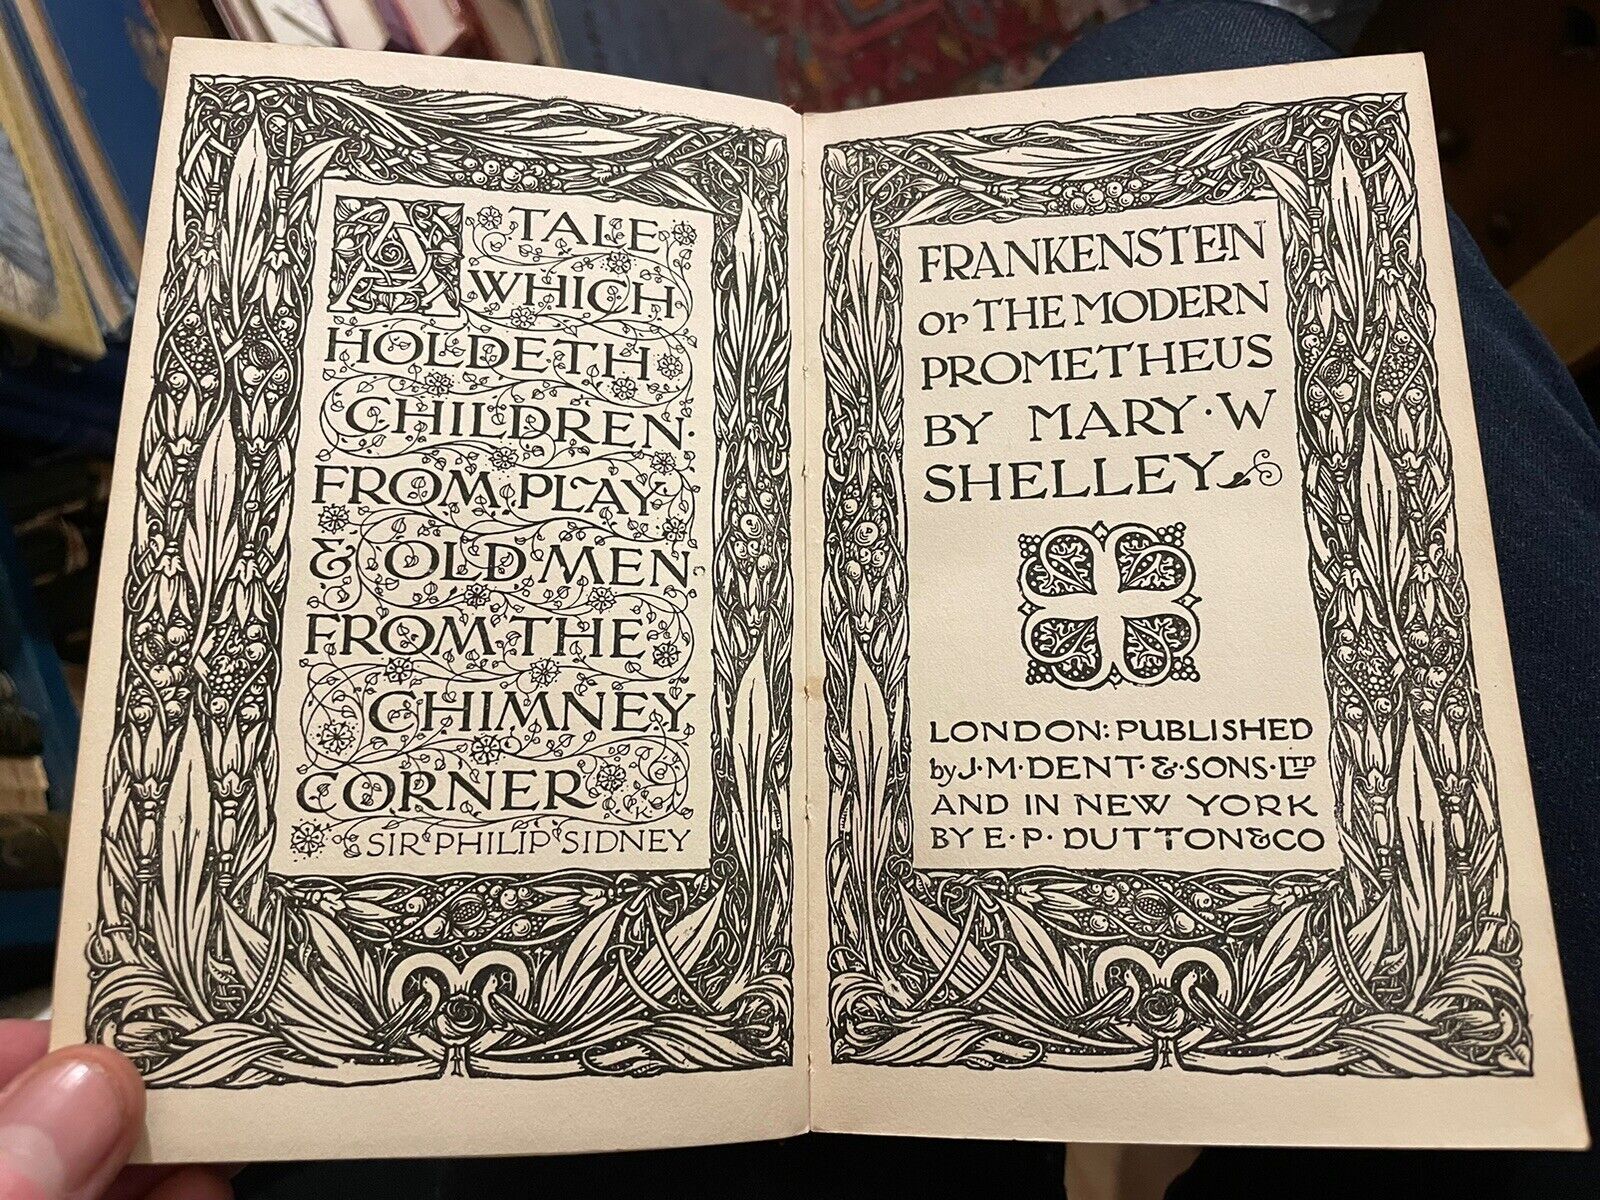 A TALE
WHICH
HOLDETH
CHILDREN
FROM PLAY
& OLD MEN
FROM THE
CHIMNEY
CORNER
SIR PHILIP SIDNEY
FRANKENSTEIN
or THE MODERN
PROMETHEUS
BY MARY · W
SHELLEY
LONDON: PUBLISHED
by J · M · DENT · & · SONS · LTD
AND IN NEW YORK
BY E · P · DUTTON & CO